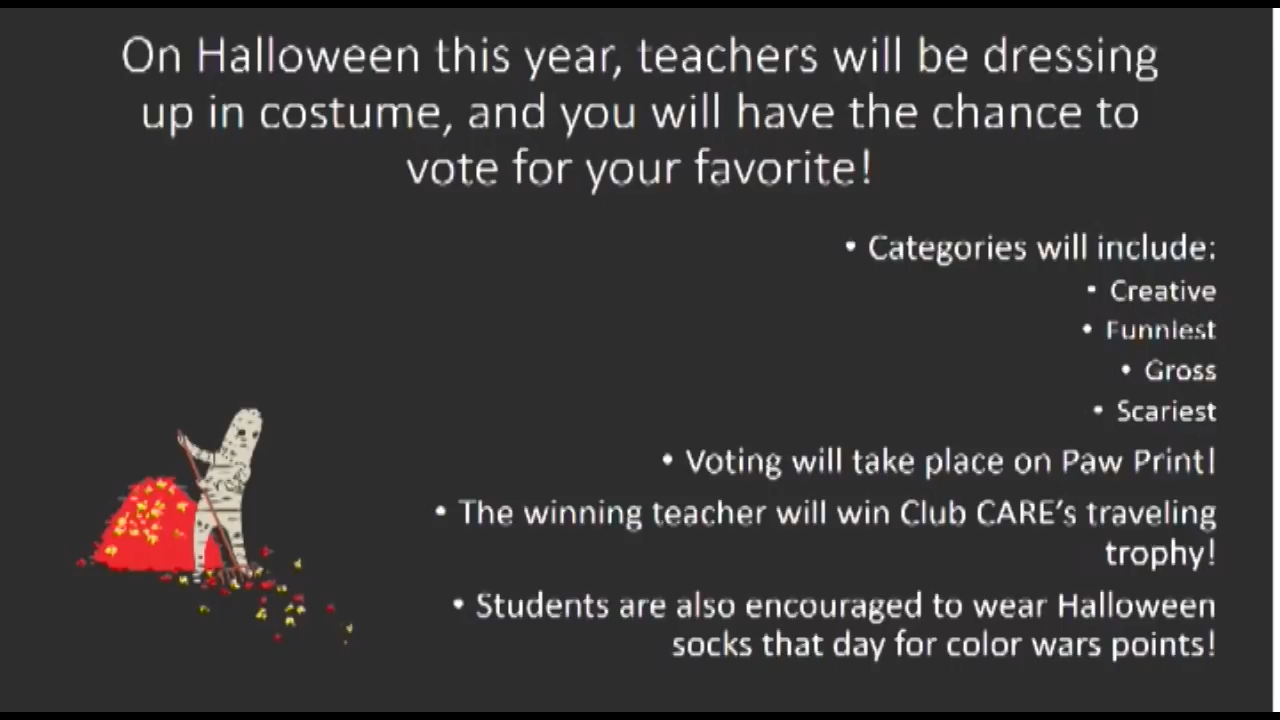 On Halloween this year, teachers will be dressing
up in costume, and you will have the chance to
vote for your favorite!
• Categories will include:
• Creative
• Funniest
• Gross
• Scariest
• Voting will take place on Paw Print|
• The winning teacher will win Club CARE's traveling
trophy!
• Students are also encouraged to wear Halloween
socks that day for color wars points!